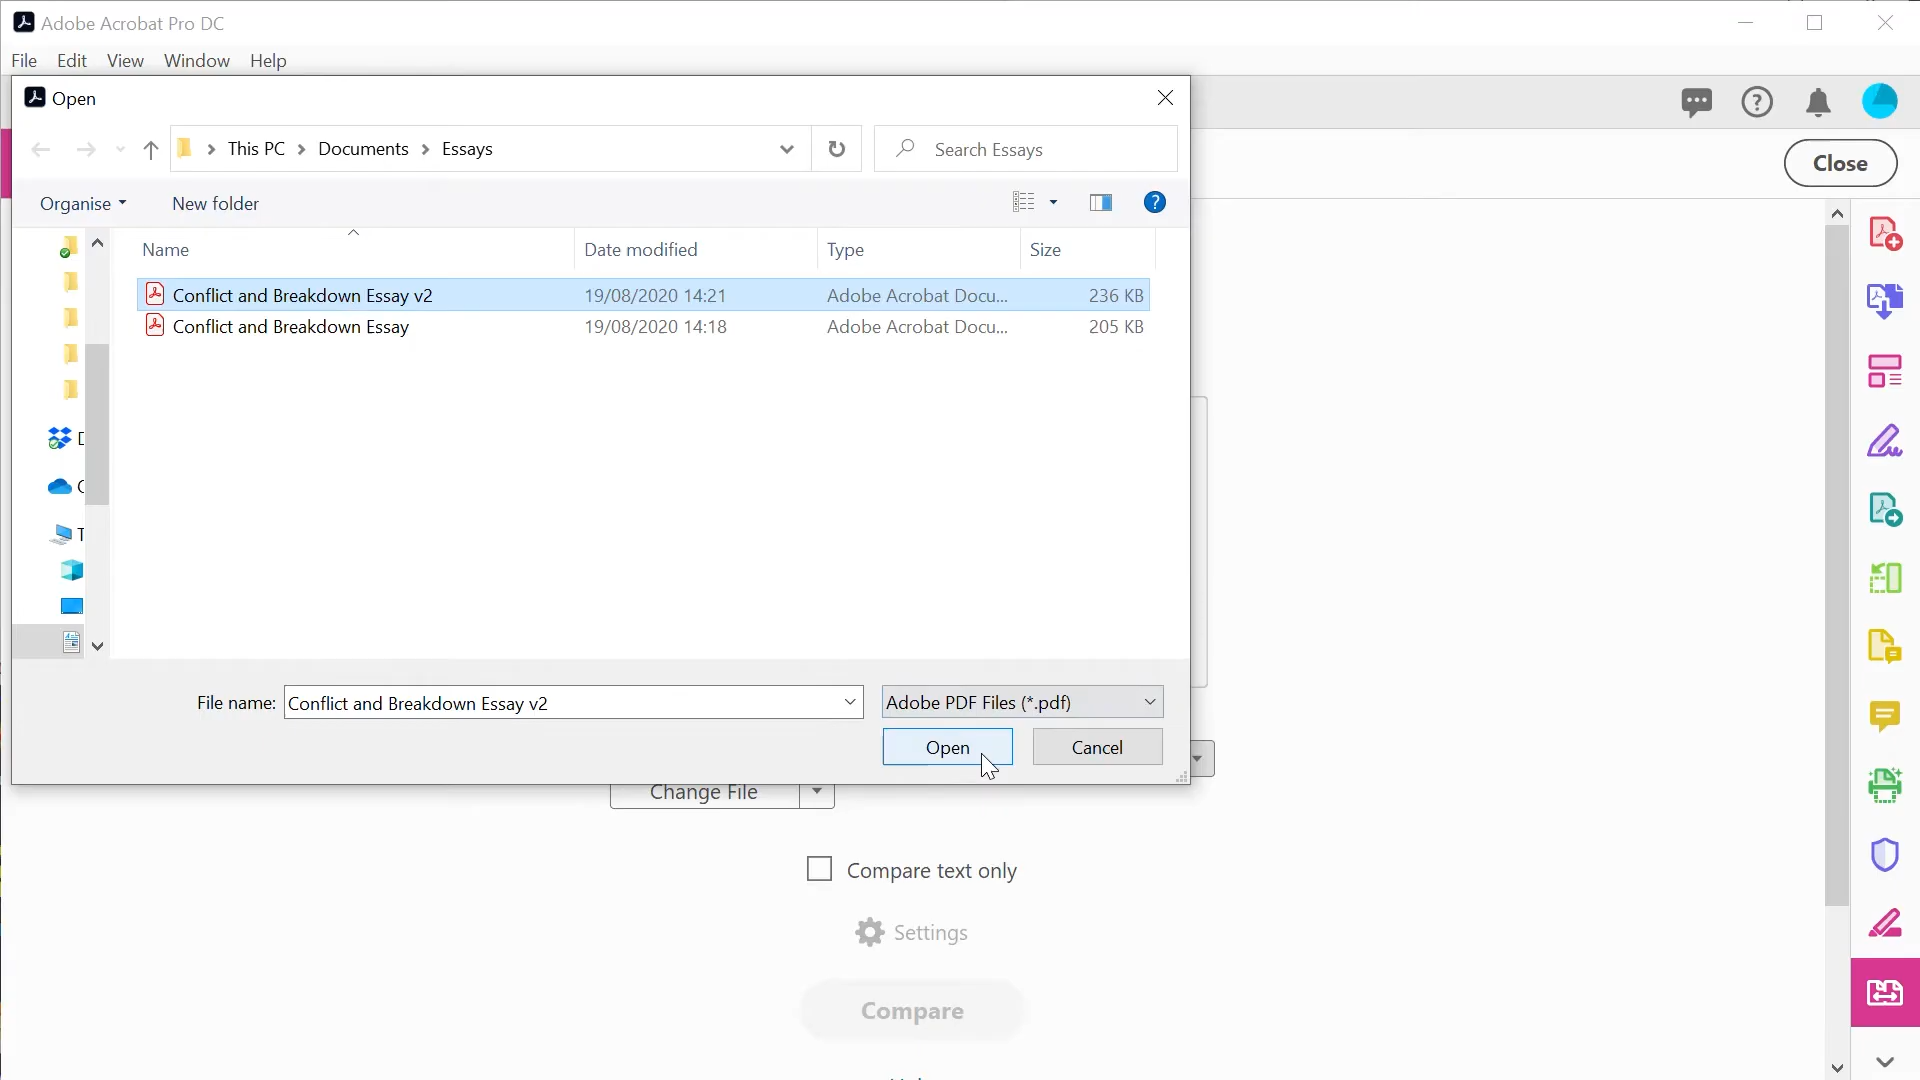 Adobe Acrobat Pro DC
File Edit View Window Help
Open
This PC > Documents > Essays
Search Essays
Close
Organise
New folder
Name Date modified Type Size
Conflict and Breakdown Essay v2 19/08/2020 14:21 Adobe Acrobat Docu... 236 KB
Conflict and Breakdown Essay 19/08/2020 14:18 Adobe Acrobat Docu... 205 KB
File name: Conflict and Breakdown Essay v2
Adobe PDF Files (*.pdf)
Open Cancel
Change File
Compare text only
Settings
Compare